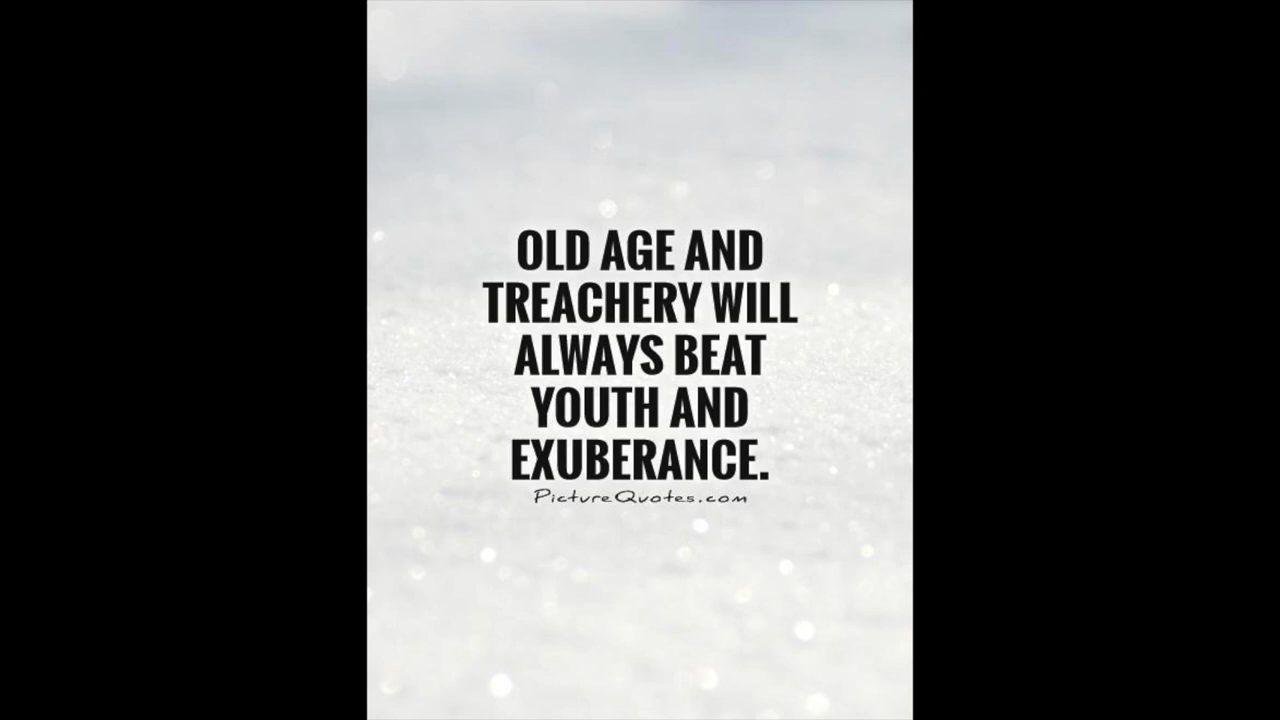 OLD AGE AND
TREACHERY WILL
ALWAYS BEAT
YOUTH AND
EXUBERANCE.
PictureQuotes.com